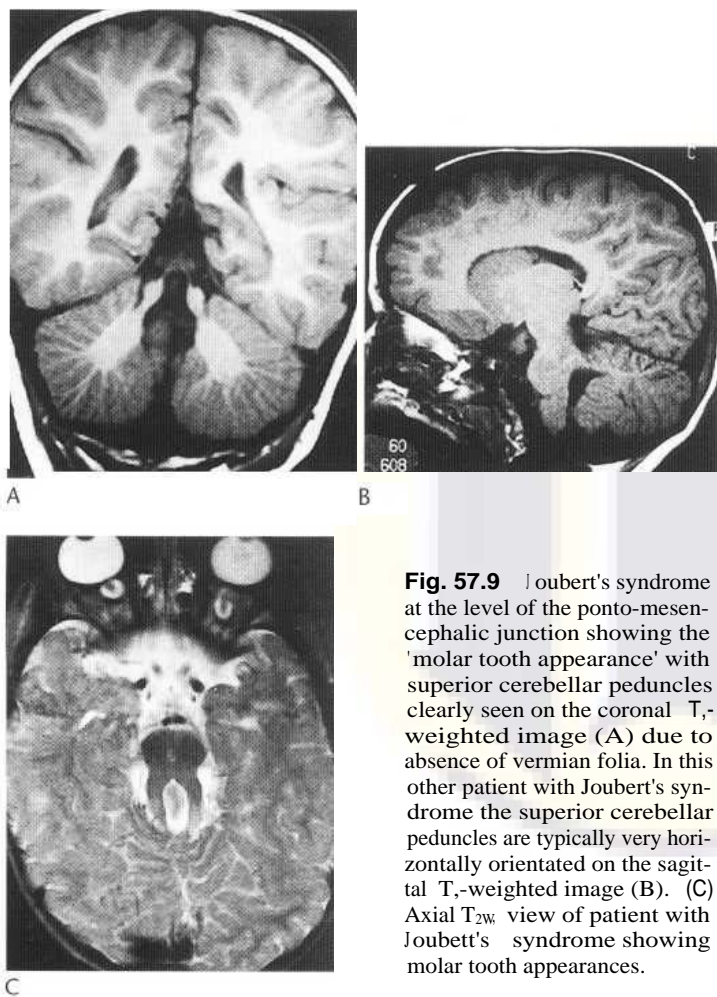 C
60
608
A
B
Fig. 57.9 Joubert's syndrome
at the level of the ponto-mesen-
cephalic junction showing the
'molar tooth appearance' with
superior cerebellar peduncles
clearly seen on the coronal T,-
weighted image (A) due to
absence of vermian folia. In this
other patient with Joubert's syn-
drome the superior cerebellar
peduncles are typically very hori-
zontally orientated on the sagit-
tal T,-weighted image (B). (C)
Axial T2W, view of patient with
Joubett's syndrome showing
molar tooth appearances.
C